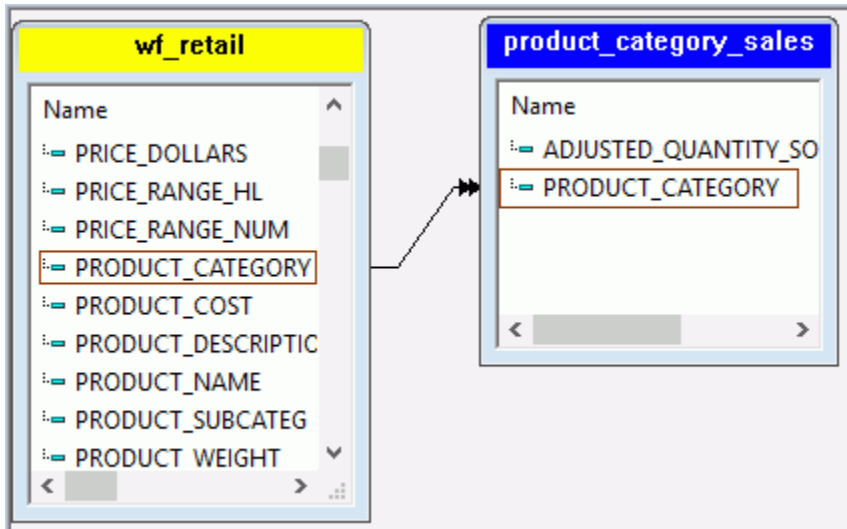 wf_retail
Name
PRICE_DOLLARS
PRICE_RANGE_HL
PRICE_RANGE_NUM
PRODUCT_CATEGORY
PRODUCT_COST
PRODUCT_DESCRIPTIC
PRODUCT_NAME
PRODUCT_SUBCATEG
PRODUCT_WEIGHT
product_category_sales
Name
ADJUSTED_QUANTITY_SO
PRODUCT_CATEGORY